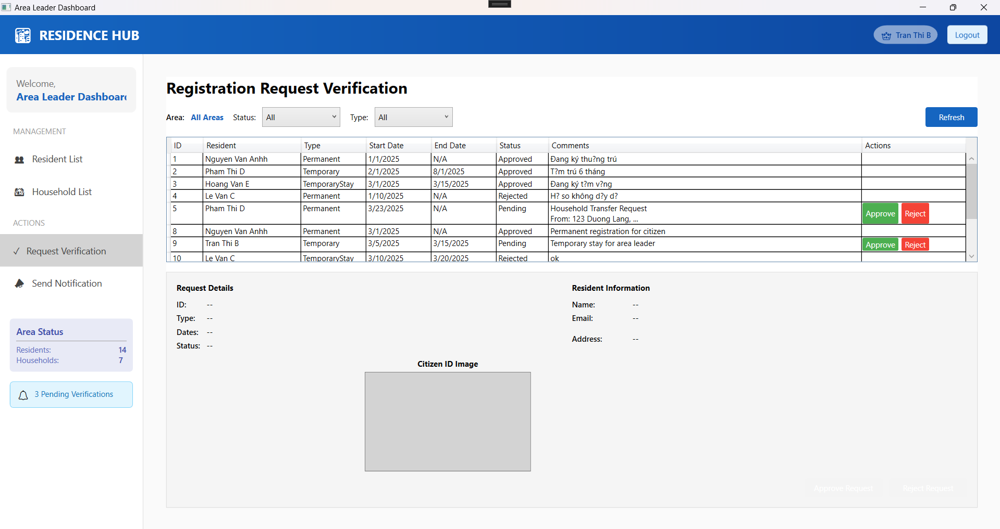 Area Leader Dashboard
RESIDENCE HUB
Tran Thi B
Logout
Welcome,
Area Leader Dashboar
MANAGEMENT
Resident List
Household List
ACTIONS
✓ Request Verification
Send Notification
Area Status
Residents: 14
Households: 7
3 Pending Verifications
Registration Request Verification
Area: All Areas Status: All Type: All Refresh
ID Resident Type Start Date End Date Status Comments Actions
1 Nguyen Van Anhh Permanent 1/1/2025 N/A Approved Đang ký thu?ng trú
2 Pham Thi D Temporary 2/1/2025 8/1/2025 Approved T?m trú 6 tháng
3 Hoang Van E TemporaryStay 3/1/2025 3/15/2025 Approved Đang ký t?m v?ng
4 Le Van C Permanent 1/10/2025 N/A Rejected H? so không d?y d?
5 Pham Thi D Permanent 3/23/2025 N/A Pending Household Transfer Request
From: 123 Duong Lang, ...
Approve Reject
8 Nguyen Van Anhh Permanent 3/1/2025 N/A Approved Permanent registration for citizen
9 Tran Thi B Temporary 3/5/2025 3/15/2025 Pending Temporary stay for area leader Approve Reject
10 Le Van C TemporaryStay 3/10/2025 3/20/2025 Rejected ok
Request Details
ID: --
Type: --
Dates: --
Status: --
Resident Information
Name: --
Email: --
Address: --
Citizen ID Image
Approve Request Reject Request